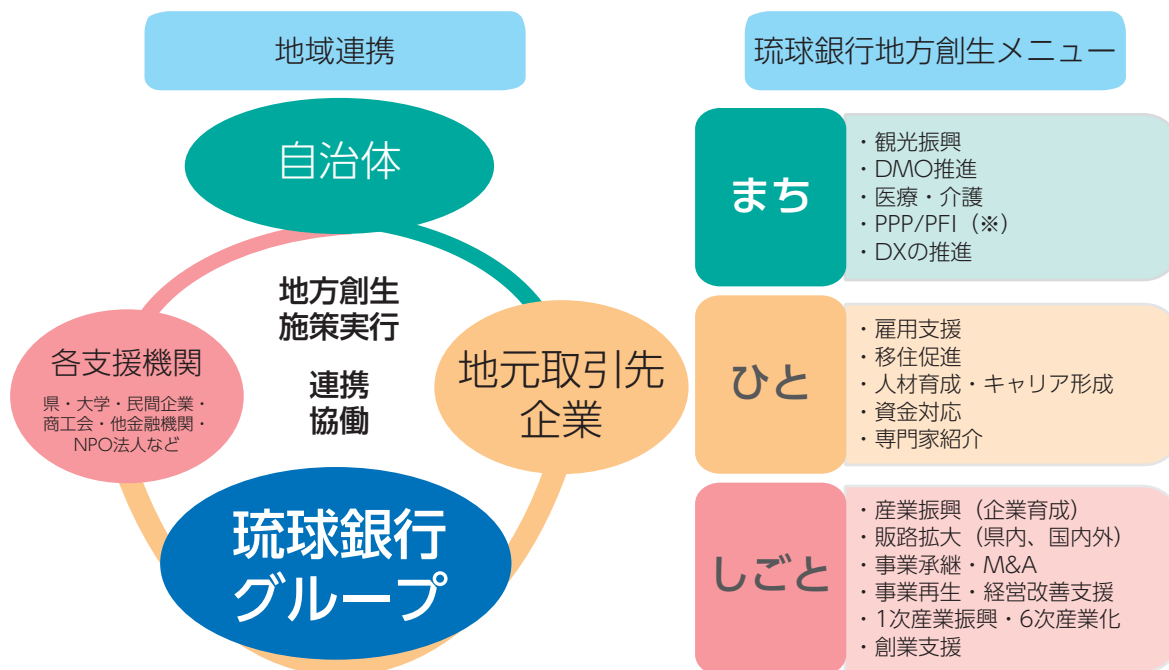 地域連携
自治体
地方創生
施策実行
連携
協働
各支援機関
県・大学・民間企業・
商工会・他金融機関・
NPO法人など
地元取引先
企業
琉球銀行
グループ
琉球銀行地方創生メニュー
まち
・観光振興
・DMO推進
・医療・介護
・PPP/PFI（※）
・DXの推進
ひと
・雇用支援
・移住促進
・人材育成・キャリア形成
・資金対応
・専門家紹介
しごと
・産業振興（企業育成）
・販路拡大（県内、国内外）
・事業承継・M&A
・事業再生・経営改善支援
・1次産業振興・6次産業化
・創業支援